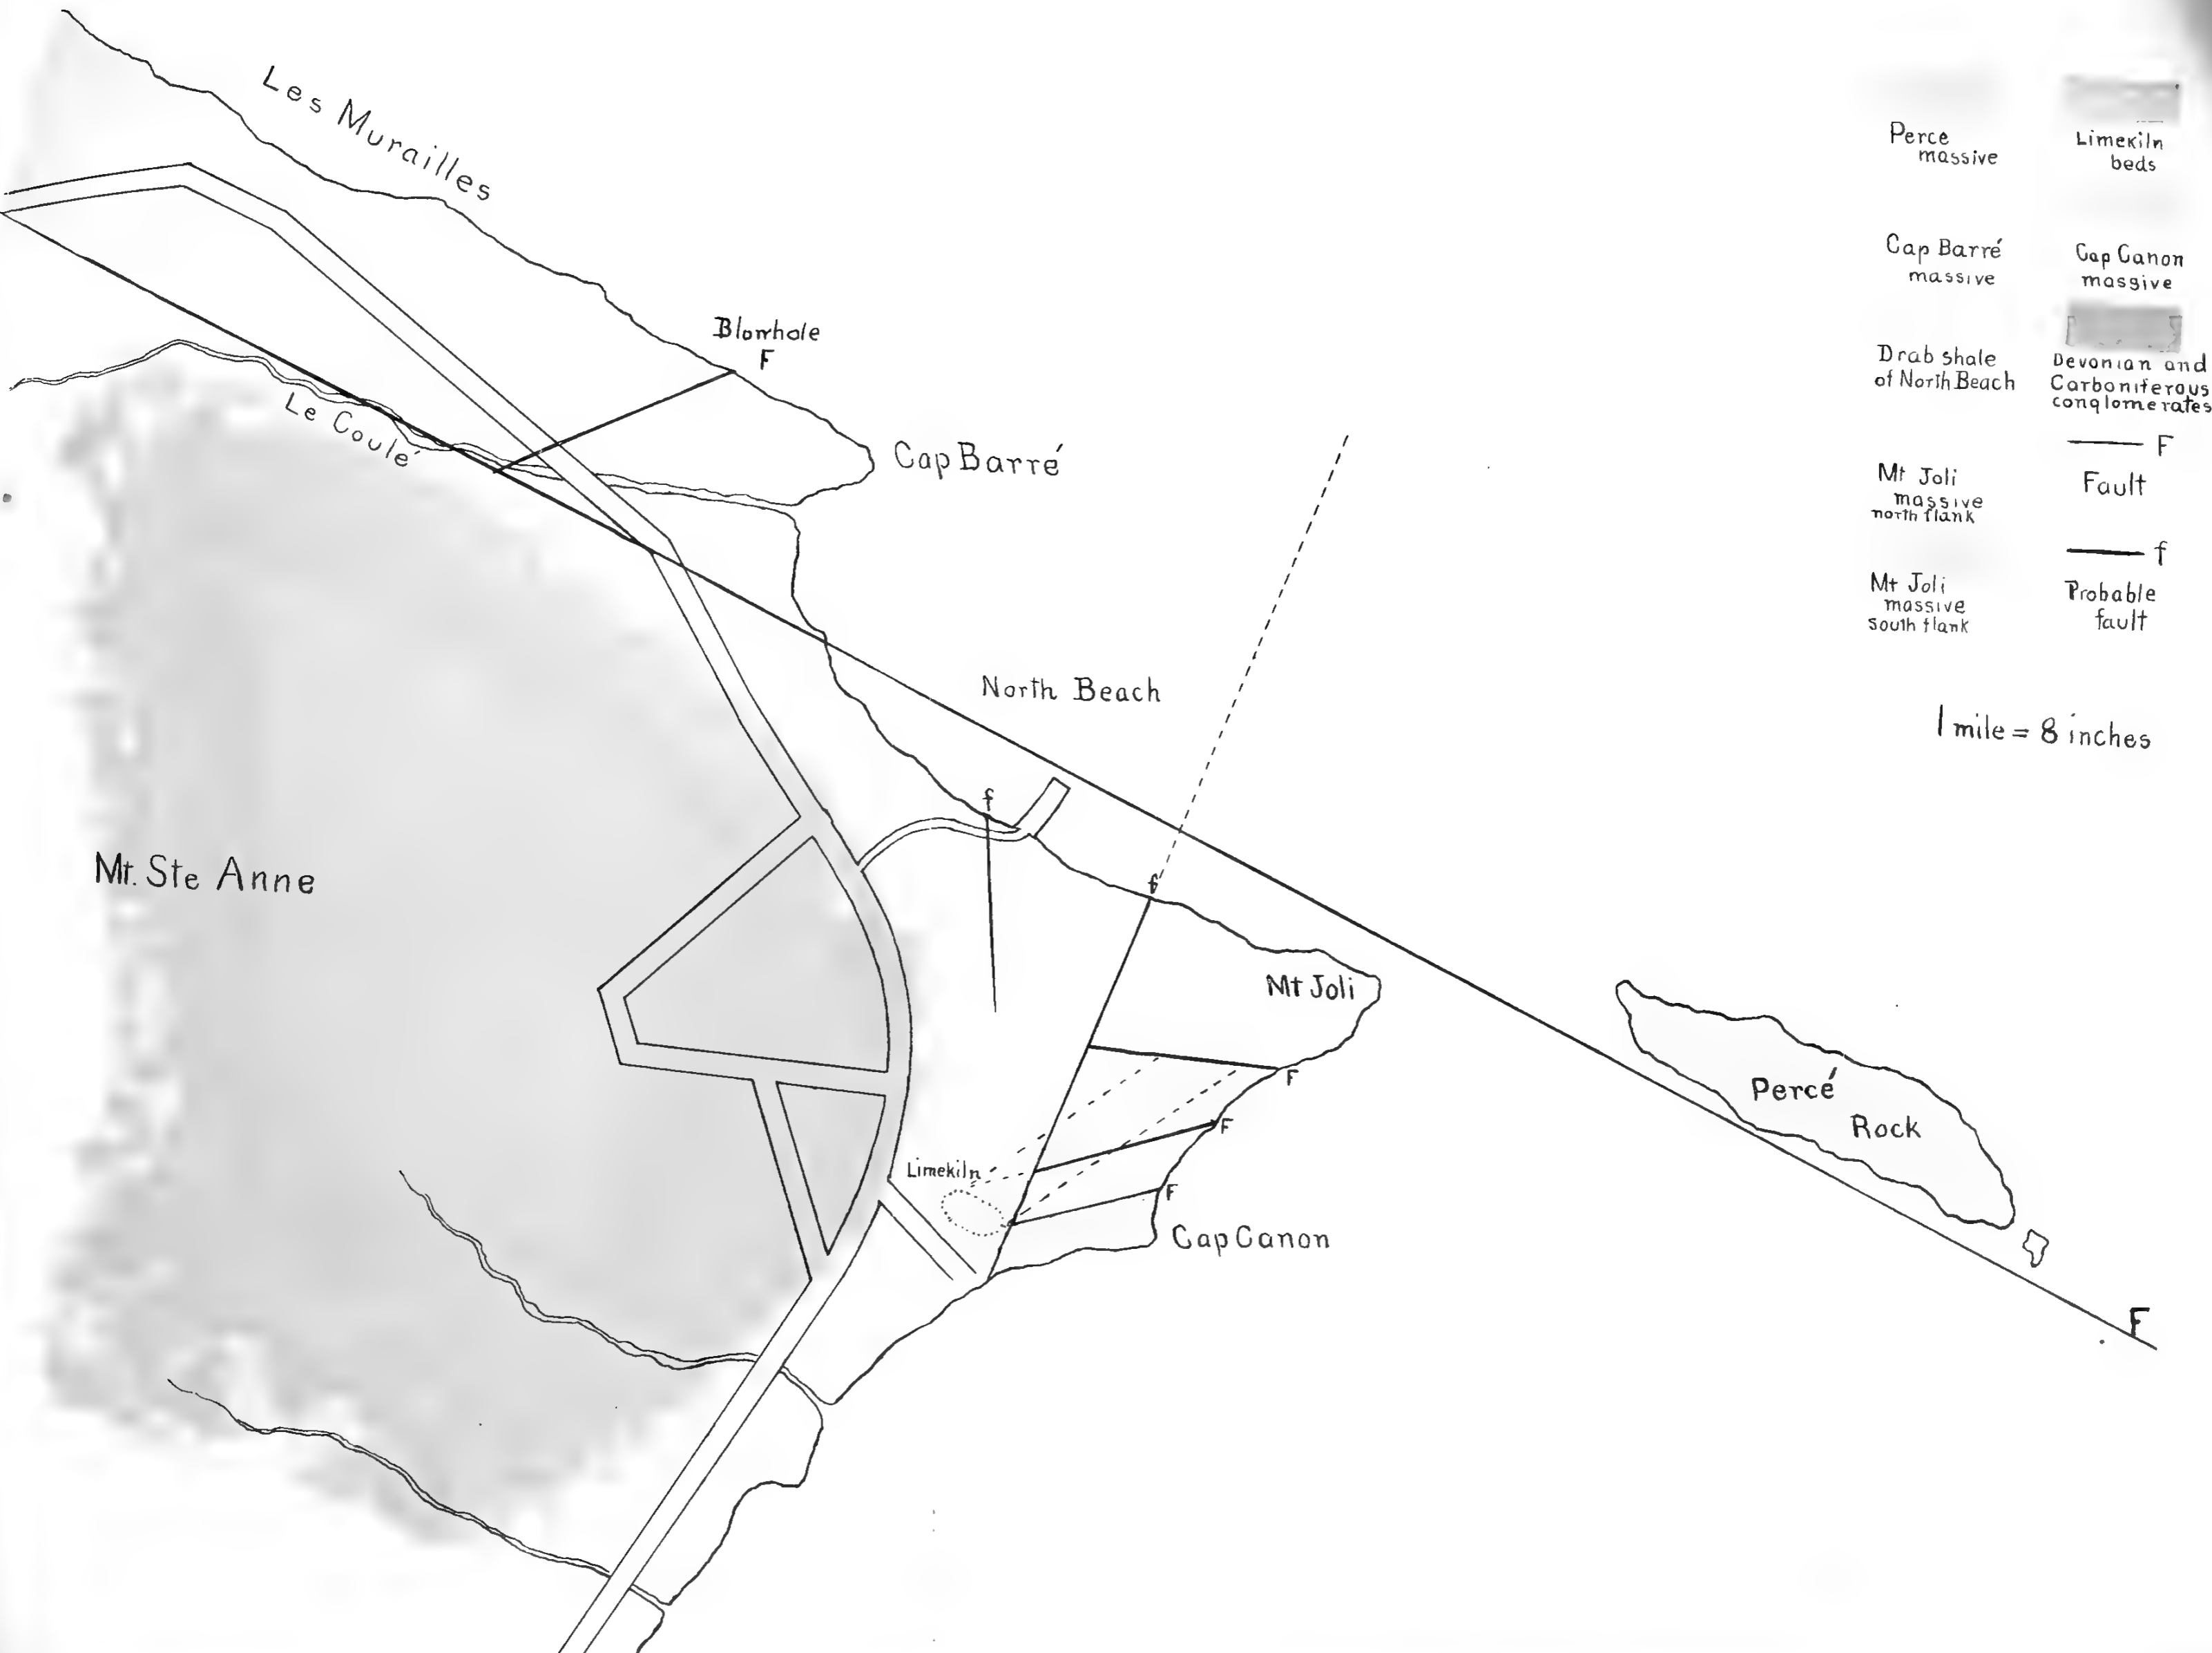 Les Murailles
Blowhole
F
Le Coulé
Cap Barré
North Beach
f
f
Mt. Ste Anne
Mt Joli
F
F
Limekiln
F
Cap Canon
Percé
Rock
F
Perce
massive
Limekiln
beds
Cap Barré
massive
Cap Canon
massive
Drab shale
of North Beach
Devonian and
Carboniferous
conglomerates
F
Fault
Mt Joli
massive
north flank
f
Probable
fault
Mt Joli
massive
south flank
1 mile = 8 inches